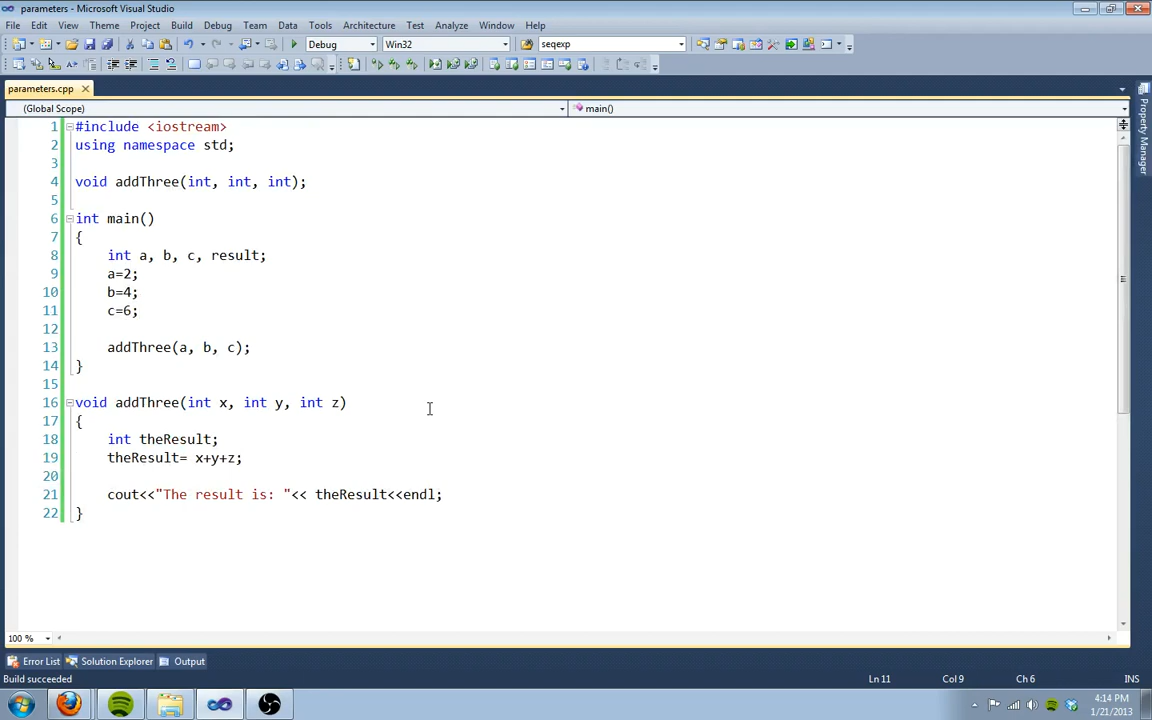 parameters - Microsoft Visual Studio
File Edit View Theme Project Build Debug Team Data Tools Architecture Test Analyze Window Help
Debug Win32 seqexp
parameters.cpp
(Global Scope) main()
1 #include <iostream>
2 using namespace std;
3
4 void addThree(int, int, int);
5
6 int main()
7 {
8 int a, b, c, result;
9 a=2;
10 b=4;
11 c=6;
12
13 addThree(a, b, c);
14 }
15
16 void addThree(int x, int y, int z)
17 {
18 int theResult;
19 theResult= x+y+z;
20
21 cout<<"The result is: "<< theResult<<endl;
22 }
Property Manager
100 %
Error List Solution Explorer Output
Build succeeded Ln 11 Col 9 Ch 6 INS
4:14 PM
1/21/2013